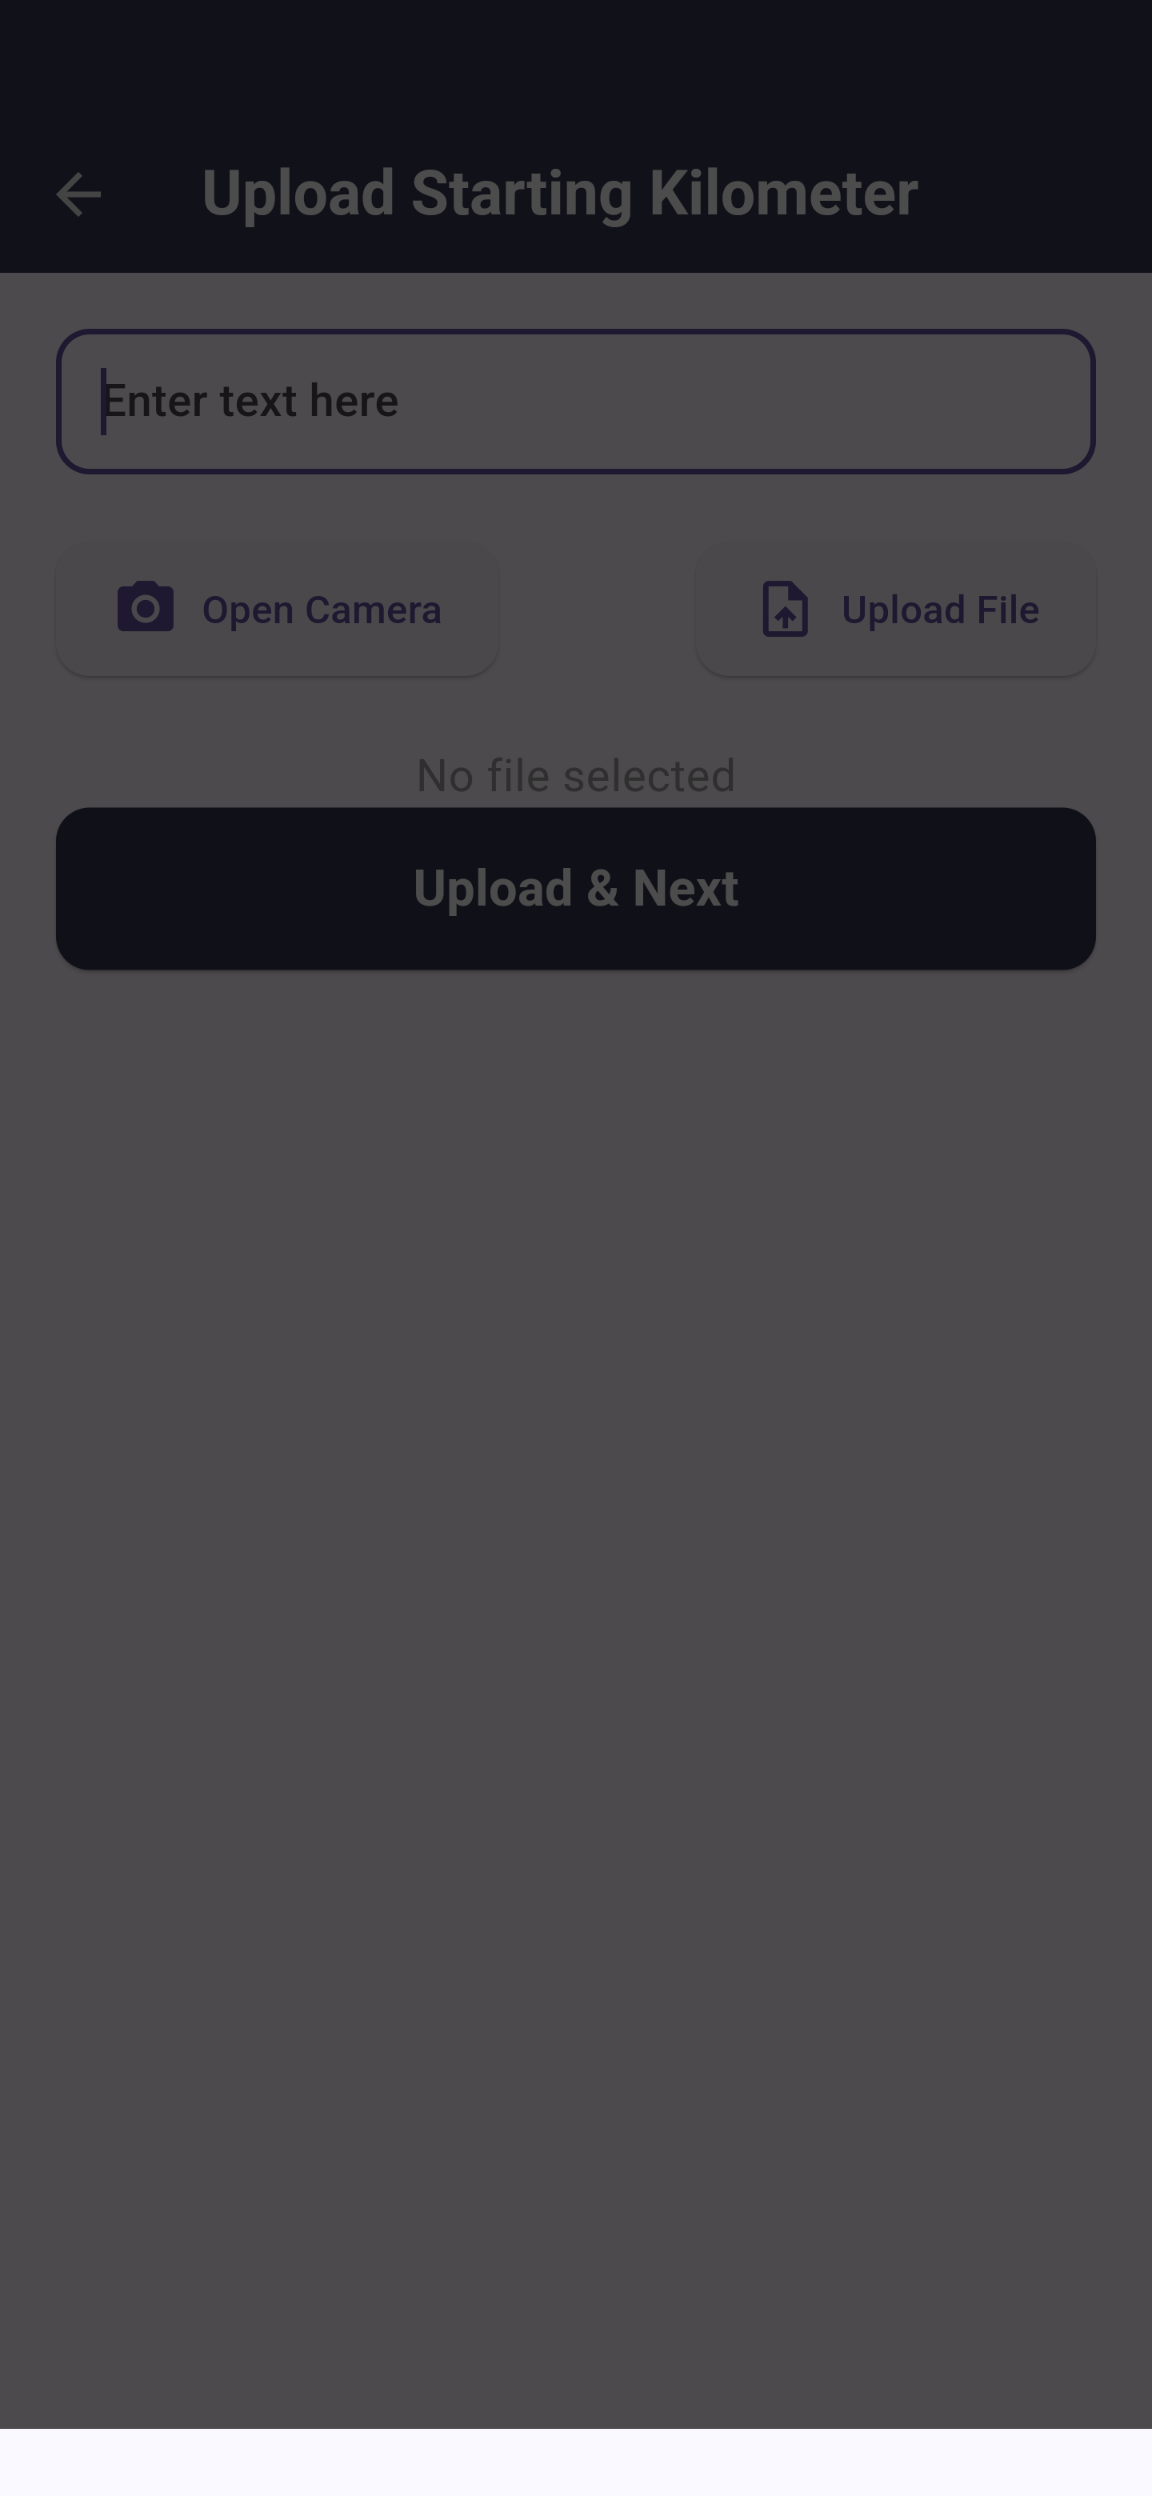 Upload Starting Kilometer
Enter text here
Open Camera
Upload File
No file selected
Upload & Next